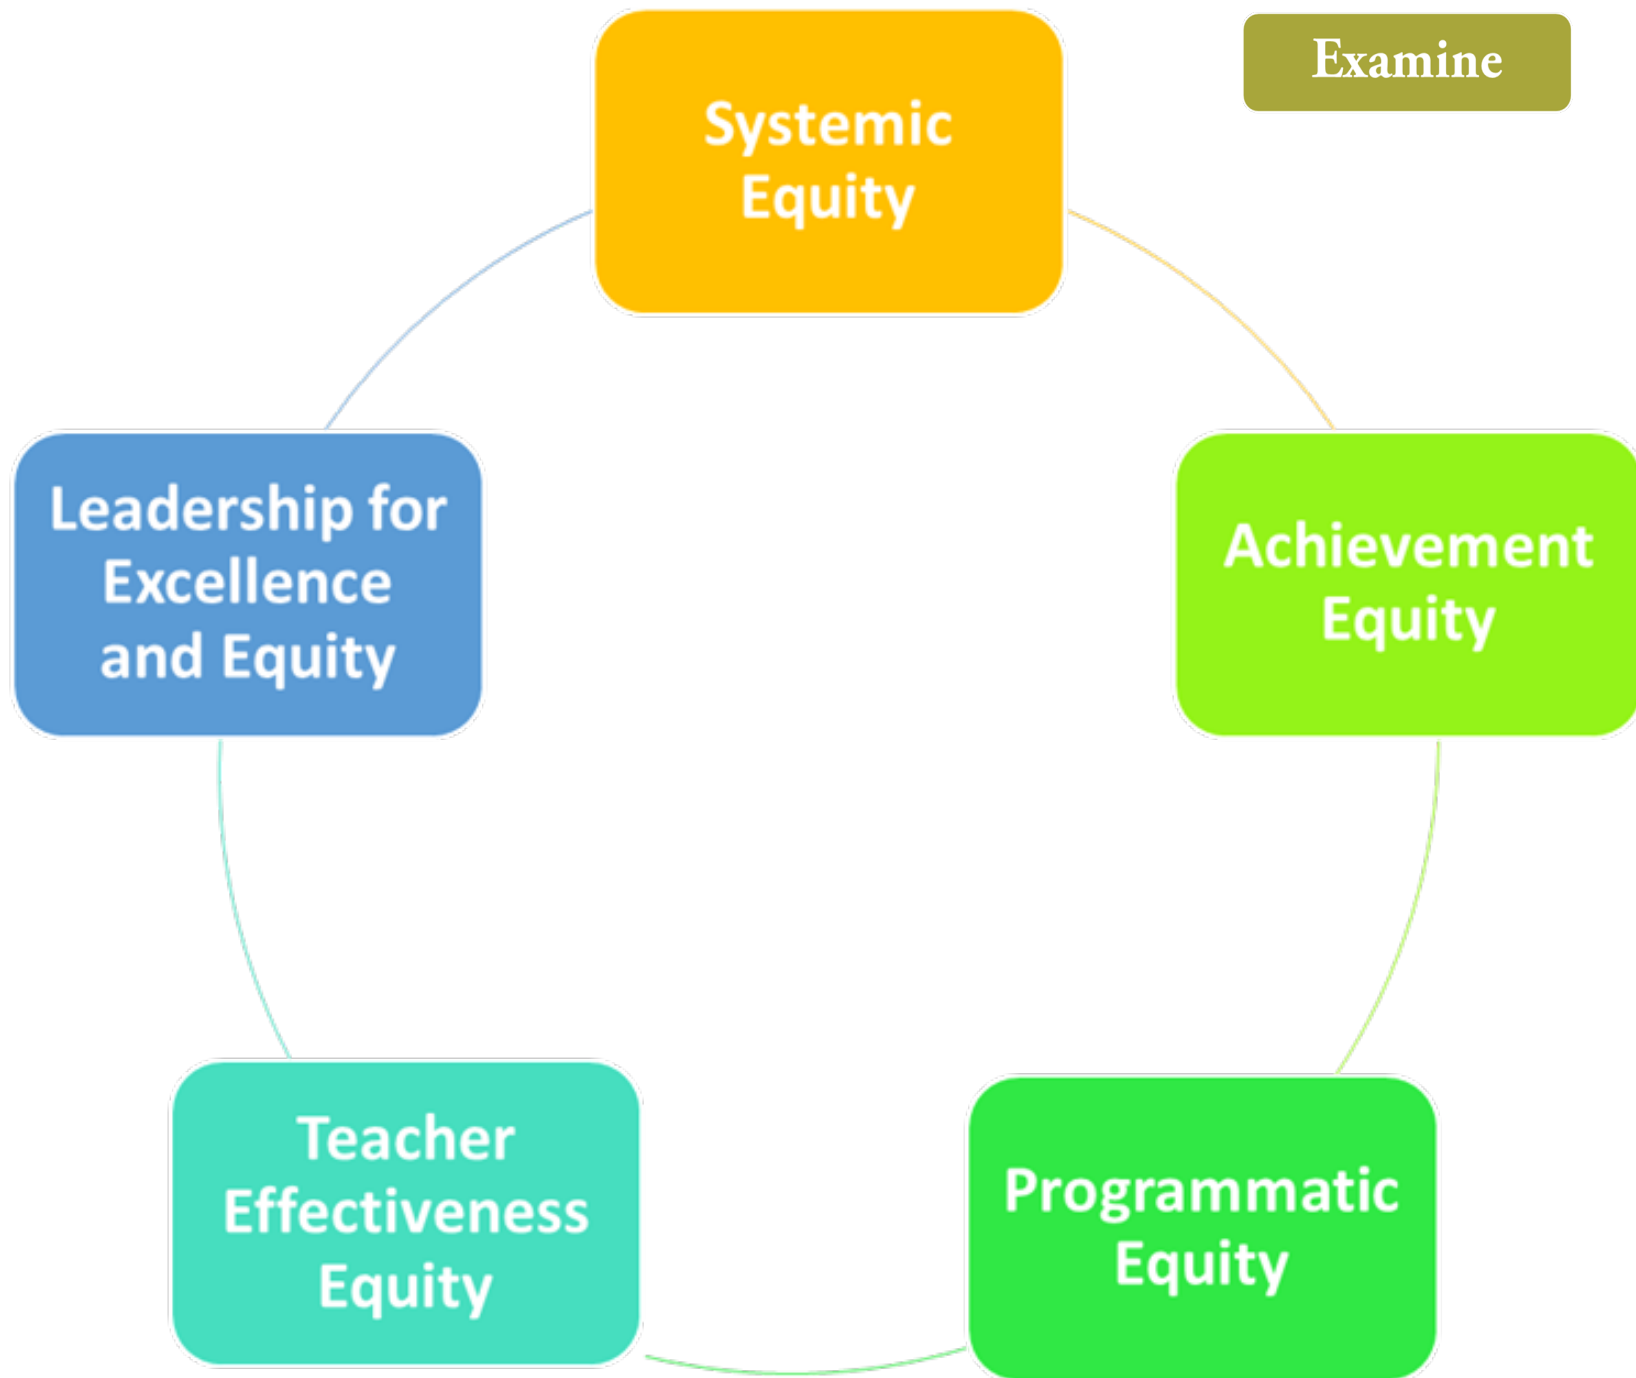 Examine
Systemic
Equity
Achievement
Equity
Programmatic
Equity
Teacher
Effectiveness
Equity
Leadership for
Excellence
and Equity